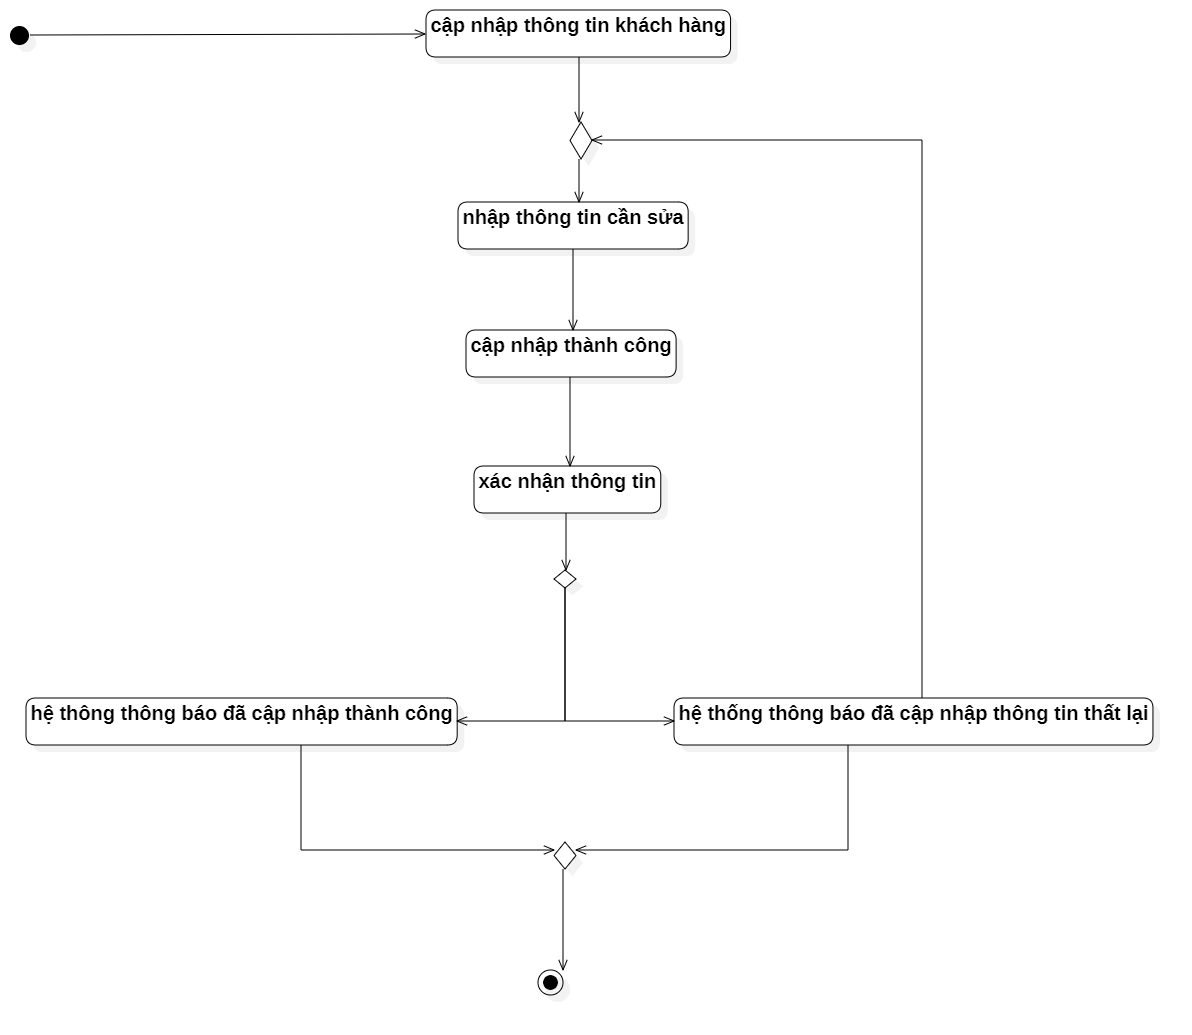 cập nhập thông tin khách hàng
nhập thông tin cần sửa
cập nhập thành công
xác nhận thông tin
hệ thông thông báo đã cập nhập thành công
hệ thống thông báo đã cập nhập thông tin thất lại